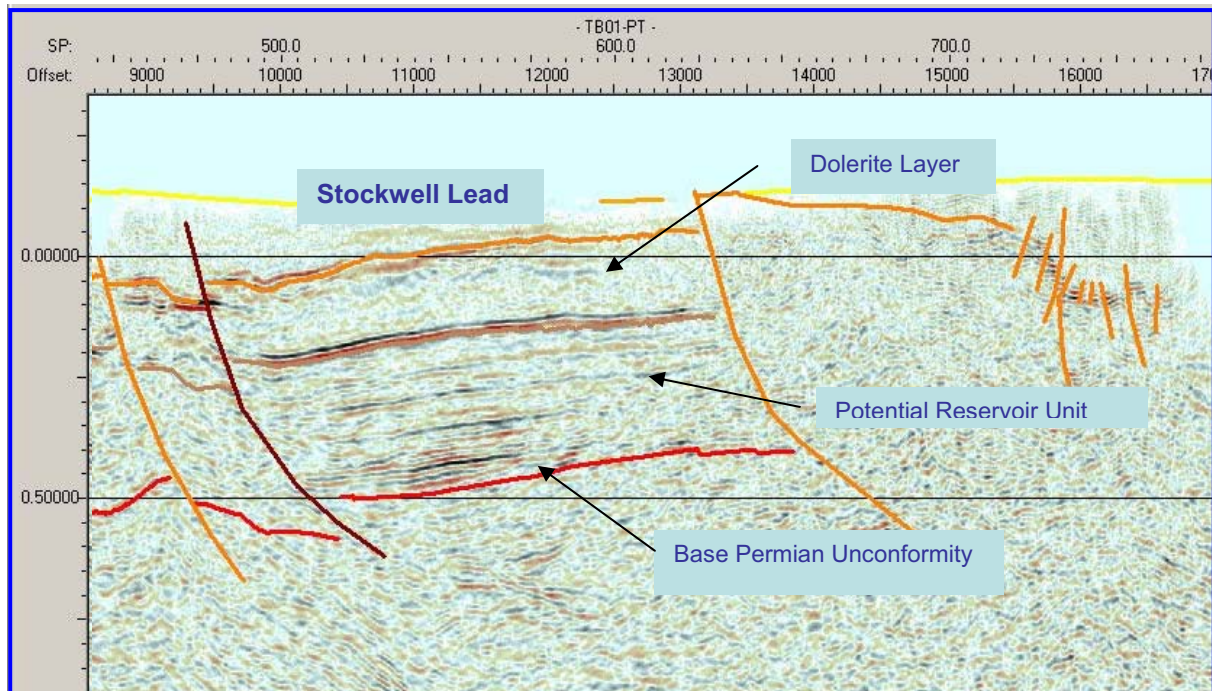 - TB01-PT -
SP: 500.0 600.0 700.0
Offset: 9000 10000 11000 12000 13000 14000 15000 16000 170
Dolerite Layer
Stockwell Lead
0.00000
Potential Reservoir Unit
0.50000
Base Permian Unconformity